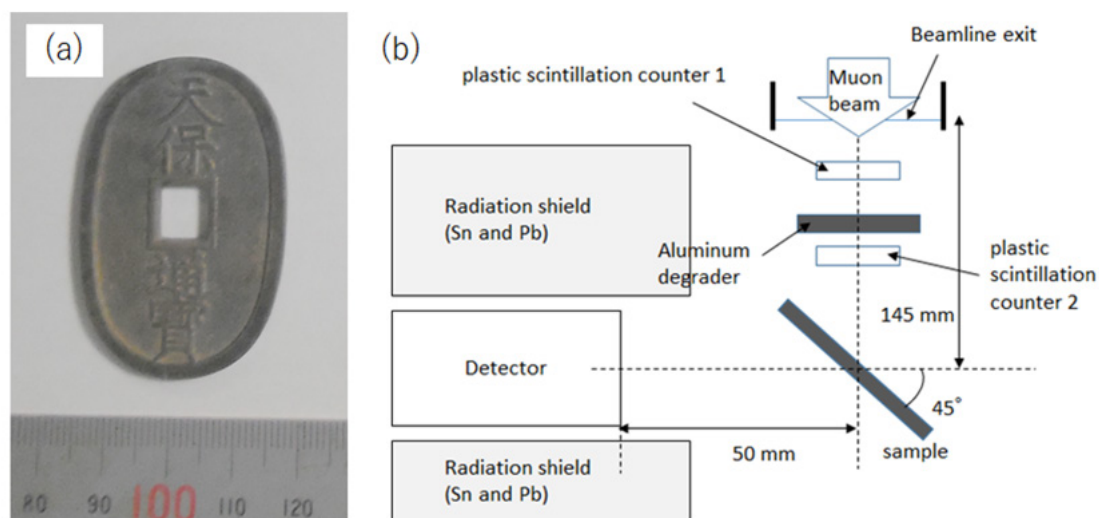 (a)
天保通寳
80 90 100 110 120
(b)
Beamline exit
plastic scintillation counter 1
Muon
beam
Radiation shield
(Sn and Pb)
Aluminum
degrader
plastic
scintillation
counter 2
145 mm
Detector
45°
50 mm
sample
Radiation shield
(Sn and Pb)